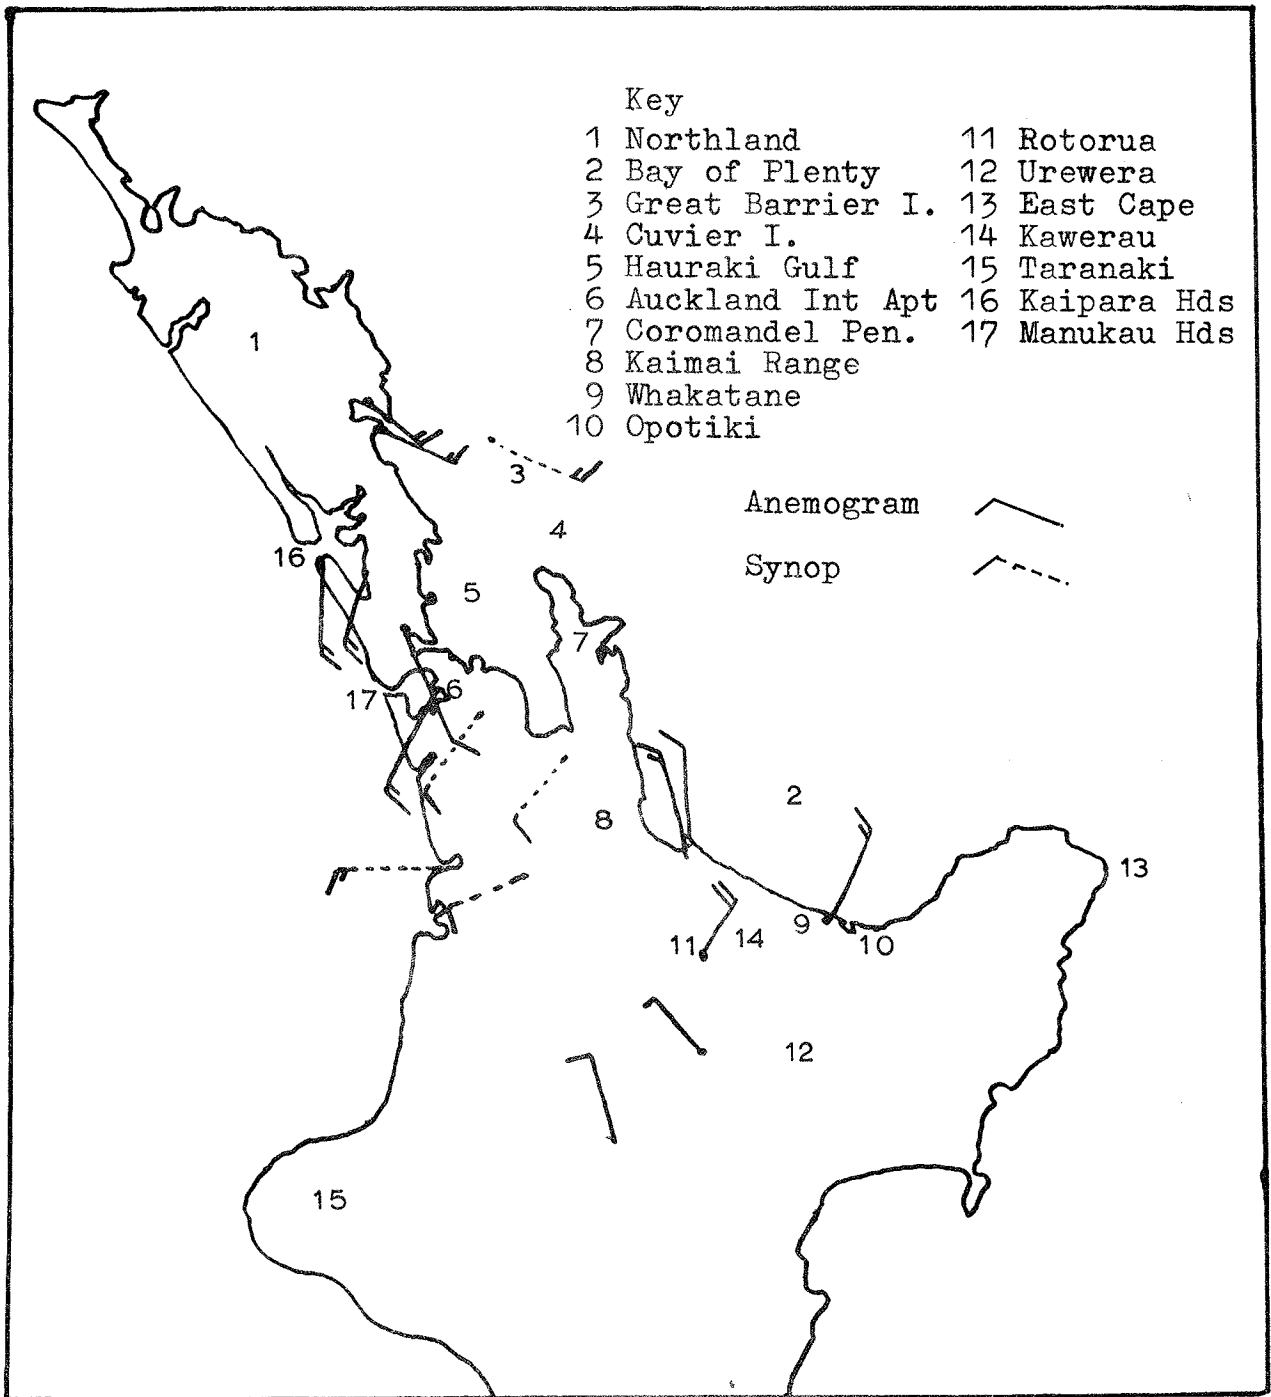 Key
1 Northland 11 Rotorua
2 Bay of Plenty 12 Urewera
3 Great Barrier I. 13 East Cape
4 Cuvier I. 14 Kawerau
5 Hauraki Gulf 15 Taranaki
6 Auckland Int Apt 16 Kaipara Hds
7 Coromandel Pen. 17 Manukau Hds
8 Kaimai Range
9 Whakatane
10 Opotiki
1
3
Anemogram
4
16
Synop
5
7
17 6
2
8
13
9
11 14 10
12
15